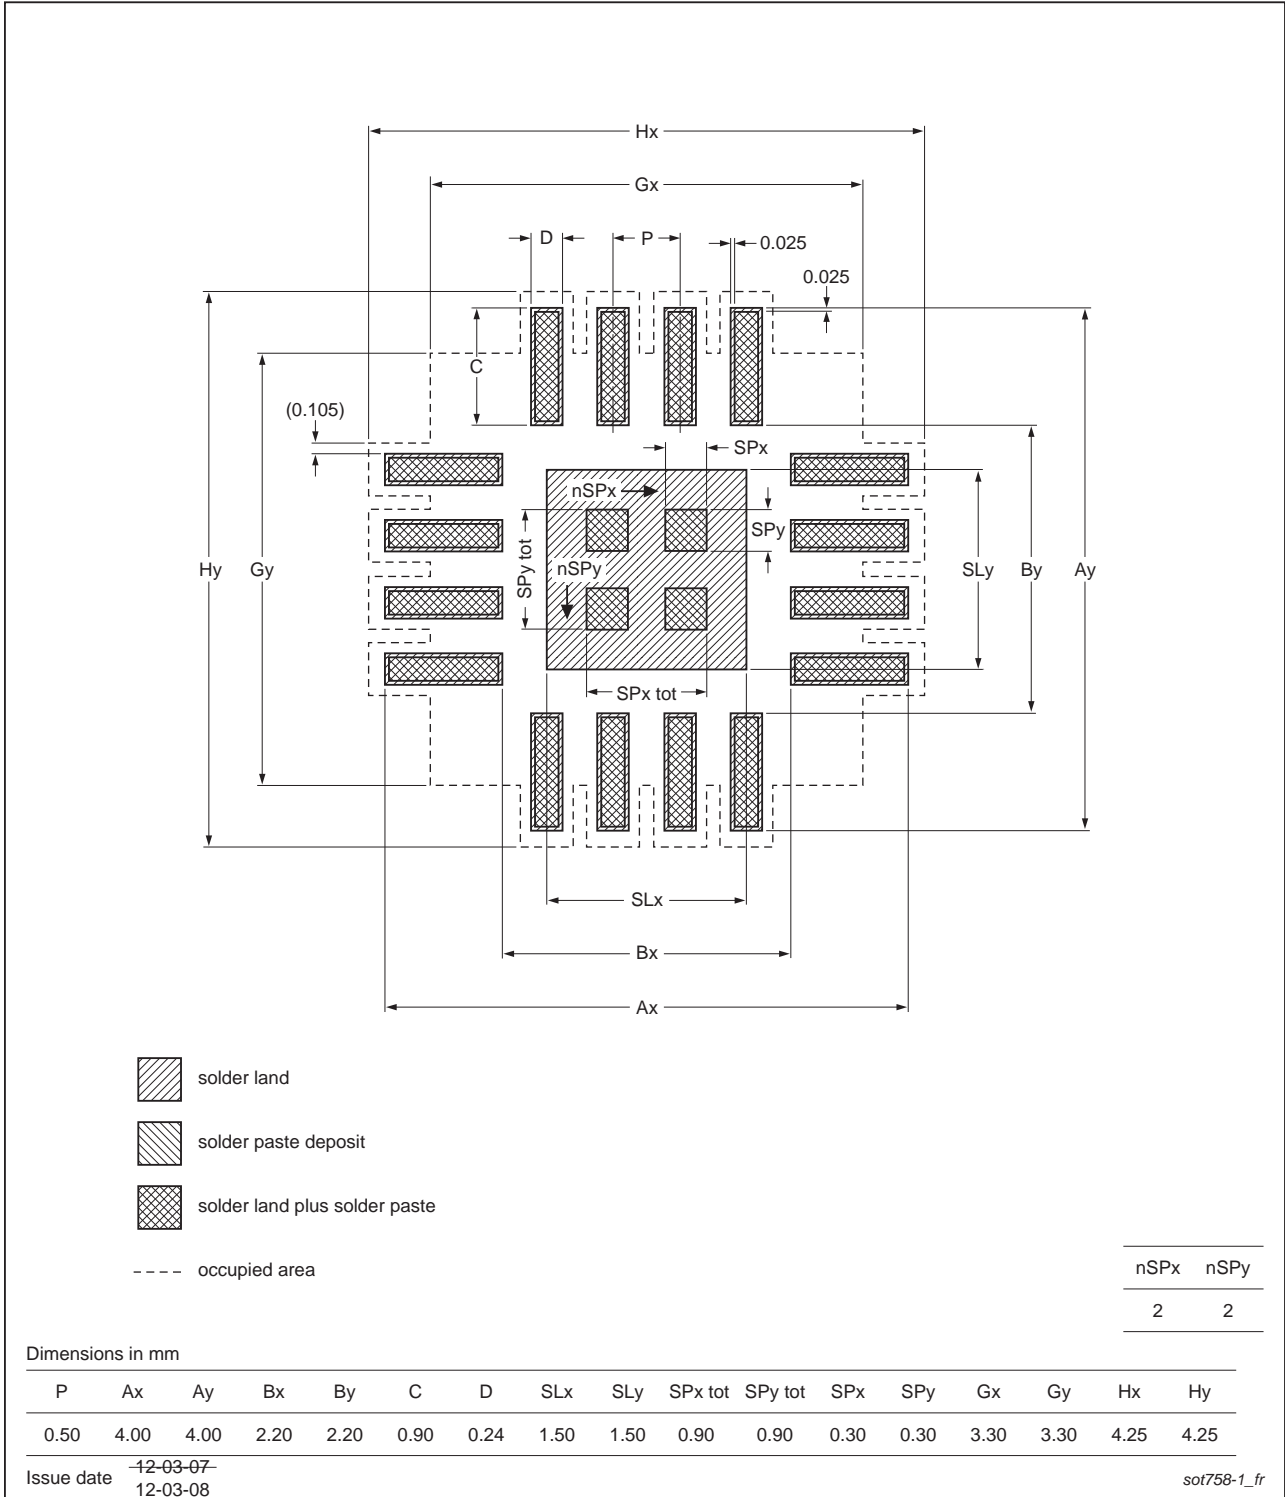 Hx
Gx
D P 0.025
0.025
C
(0.105)
SPx
nSPx
SPy
SPy tot
nSPy
Hy Gy SLy By Ay
SPx tot
SLx
Bx
Ax
solder land
solder paste deposit
solder land plus solder paste
occupied area
nSPx nSPy
2 2
Dimensions in mm
P Ax Ay Bx By C D SLx SLy SPx tot SPy tot SPx SPy Gx Gy Hx Hy
0.50 4.00 4.00 2.20 2.20 0.90 0.24 1.50 1.50 0.90 0.90 0.30 0.30 3.30 3.30 4.25 4.25
Issue date 12-03-07
12-03-08
sot758-1_fr